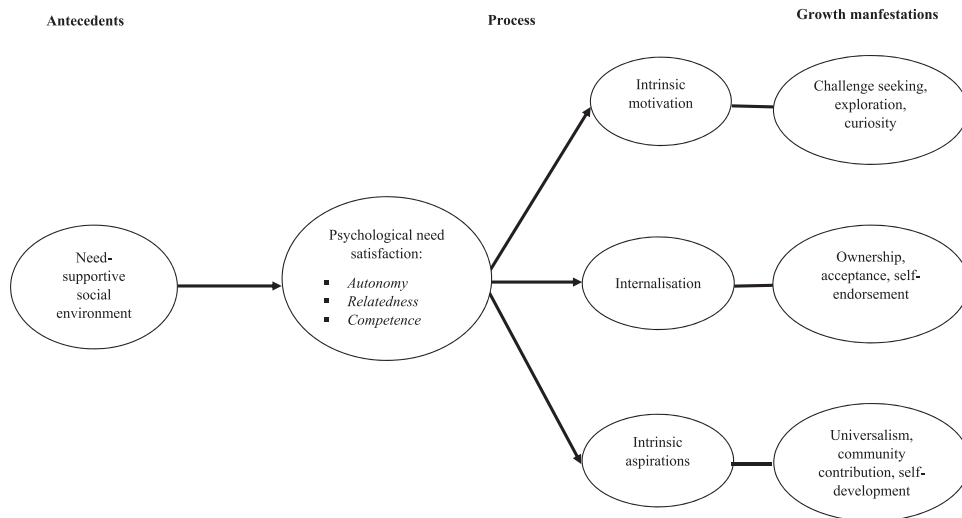 Antecedents
Process
Growth manfestations
Need-
supportive
social
environment
Psychological need
satisfaction:
▪ Autonomy
▪ Relatedness
▪ Competence
Intrinsic
motivation
Challenge seeking,
exploration,
curiosity
Internalisation
Ownership,
acceptance, self-
endorsement
Intrinsic
aspirations
Universalism,
community
contribution, self-
development